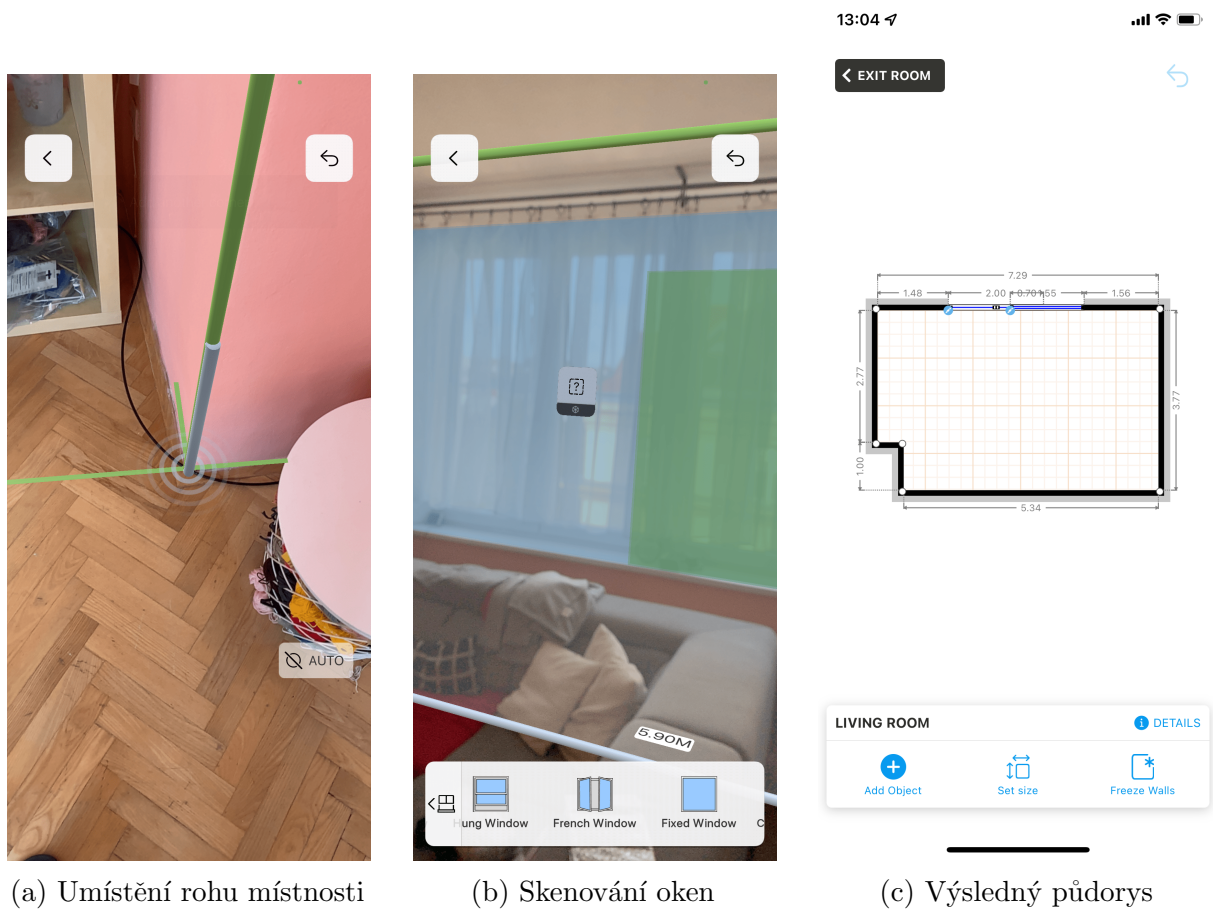 13:04
EXIT ROOM
7.29
1.48 2.00 0.70 1.56
2.77
3.77
1.00
5.34
AUTO
5.90M
Hung Window French Window Fixed Window C
LIVING ROOM
DETAILS
Add Object Set size Freeze Walls
(a) Umístění rohu místnosti
(b) Skenování oken
(c) Výsledný půdorys